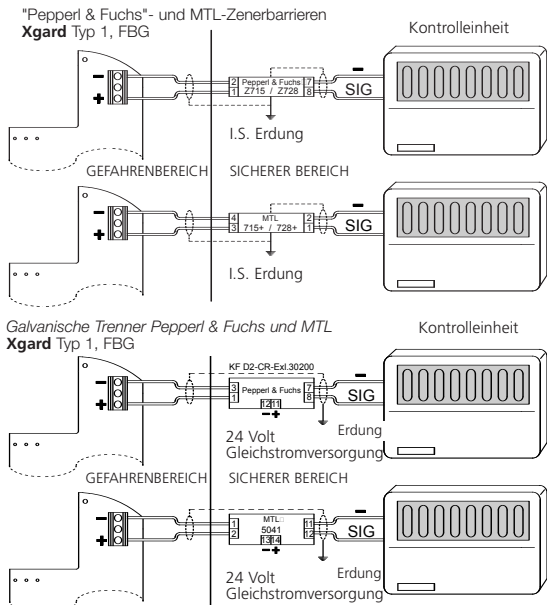 "Pepperl & Fuchs"- und MTL-Zenerbarrieren
Xgard Typ 1, FBG
Kontrolleinheit
− + 2 1 Pepperl & Fuchs Z715 / Z728 7 8 − SIG
I.S. Erdung
GEFAHRENBEREICH SICHERER BEREICH
− + 4 3 MTL 715+ / 728+ 2 1 − SIG
I.S. Erdung
Galvanische Trenner Pepperl & Fuchs und MTL
Xgard Typ 1, FBG
Kontrolleinheit
KF D2-CR-Exl.30200
− + 3 1 Pepperl & Fuchs 7 8 − SIG
12 11
− +
24 Volt Erdung
Gleichstromversorgung
GEFAHRENBEREICH SICHERER BEREICH
− + 1 2 MTL 5041 11 12 − SIG
13 14
− +
24 Volt Erdung
Gleichstromversorgung